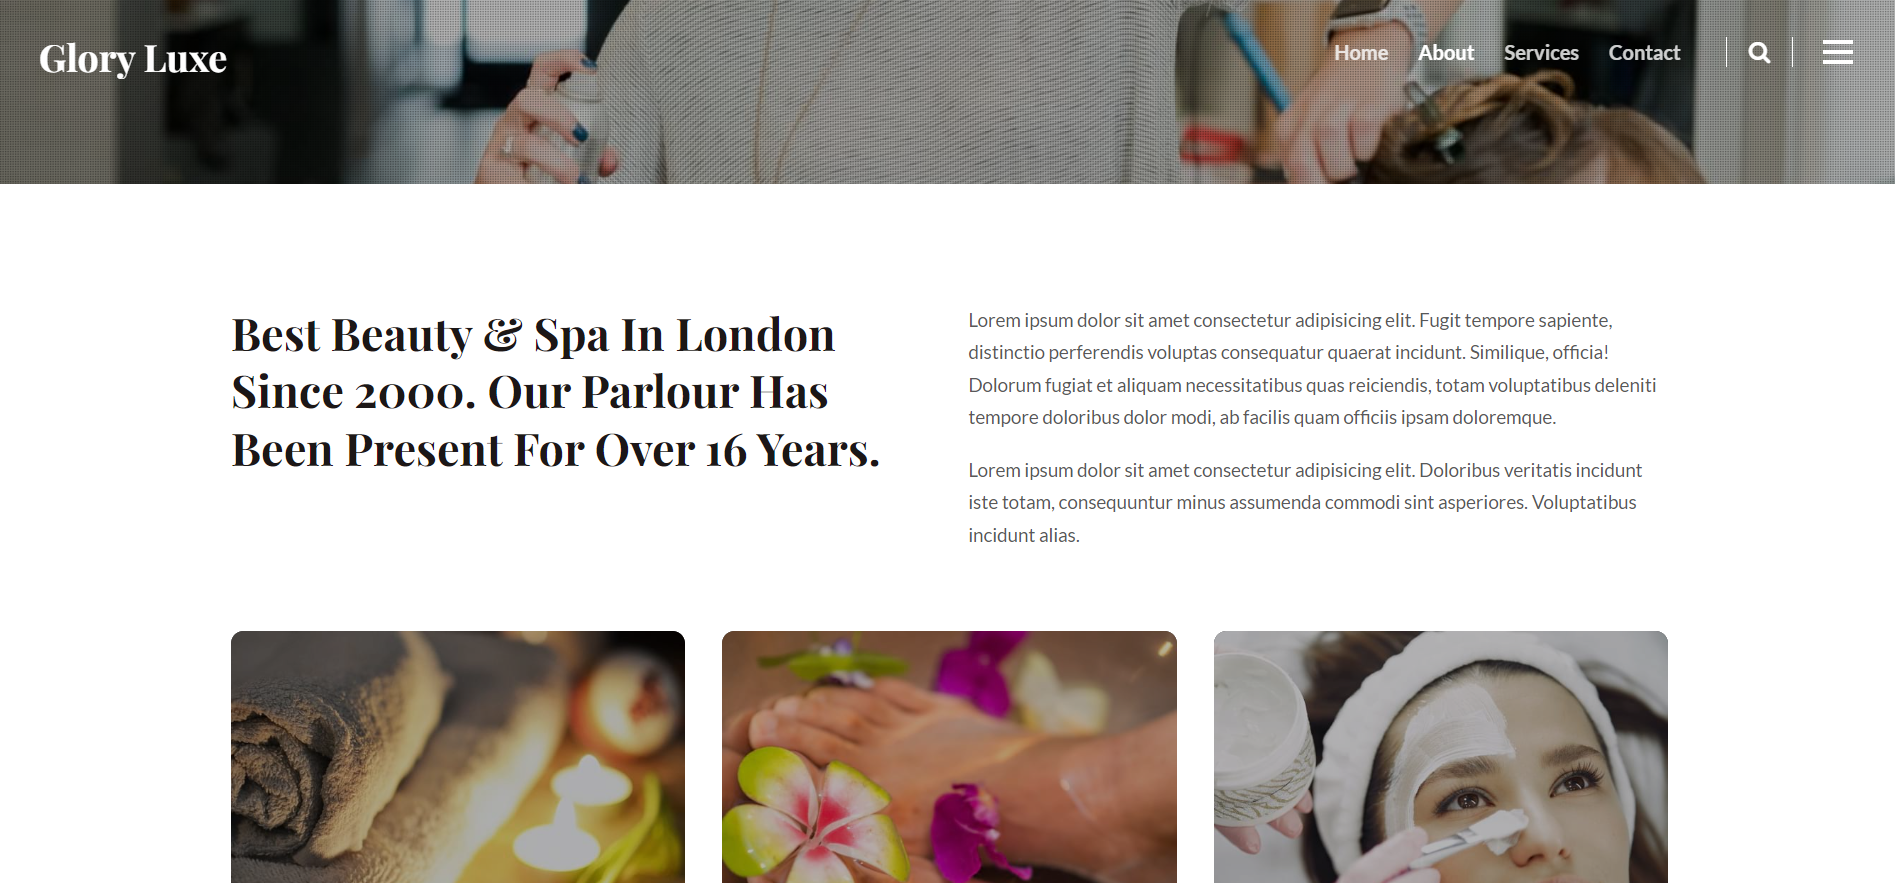 Glory Luxe
Home About Services Contact
Best Beauty & Spa In London
Since 2000. Our Parlour Has
Been Present For Over 16 Years.
Lorem ipsum dolor sit amet consectetur adipisicing elit. Fugit tempore sapiente,
distinctio perferendis voluptas consequatur quaerat incidunt. Similique, officia!
Dolorum fugiat et aliquam necessitatibus quas reiciendis, totam voluptatibus deleniti
tempore doloribus dolor modi, ab facilis quam officiis ipsam doloremque.
Lorem ipsum dolor sit amet consectetur adipisicing elit. Doloribus veritatis incidunt
iste totam, consequuntur minus assumenda commodi sint asperiores. Voluptatibus
incidunt alias.